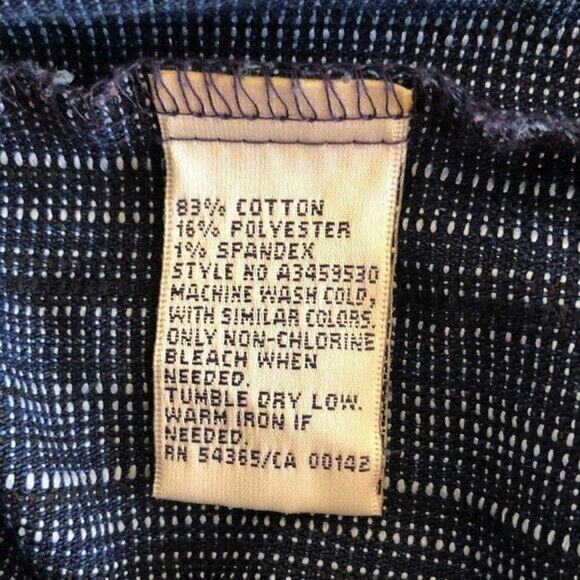 83% COTTON
16% POLYESTER
1% SPANDEX
STYLE NO A3459530
MACHINE WASH COLD,
WITH SIMILAR COLORS.
ONLY NON-CHLORINE
BLEACH WHEN
NEEDED.
TUMBLE DRY LOW.
WARM IRON IF
NEEDED.
RN 54365/CA 00142